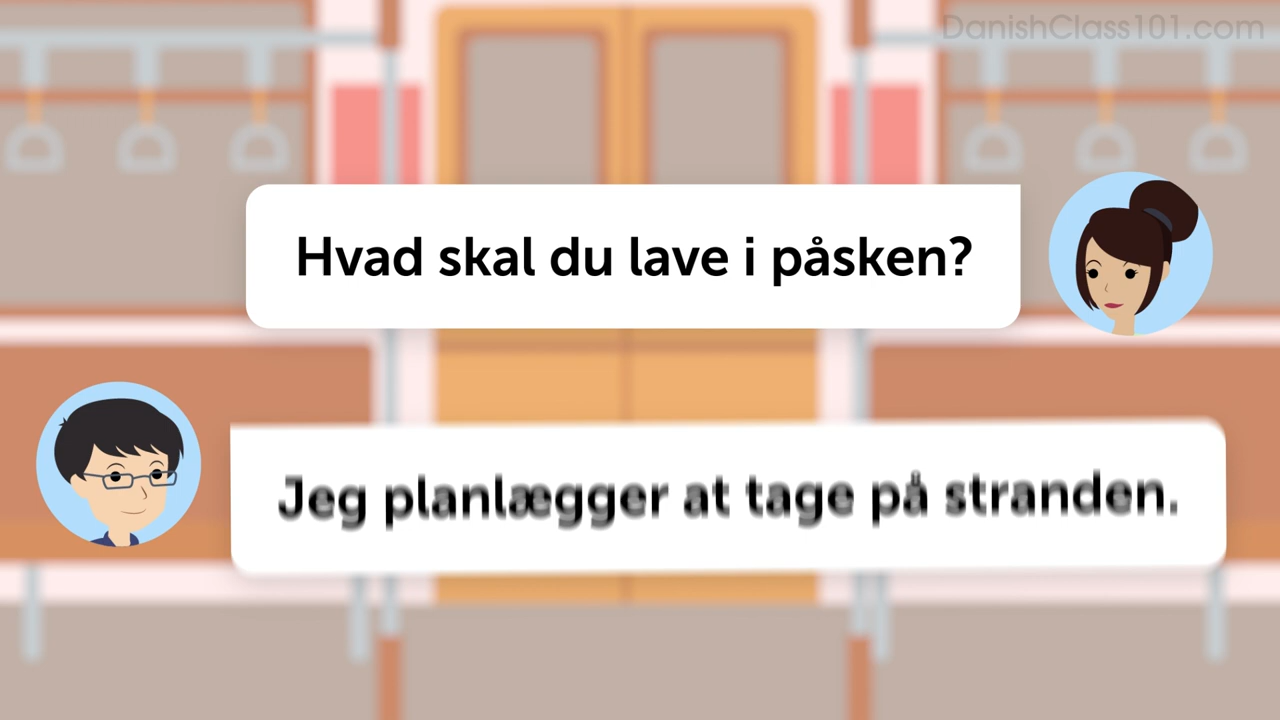 DanishClass101.com
Hvad skal du lave i påsken?
Jeg planlægger at tage på stranden.